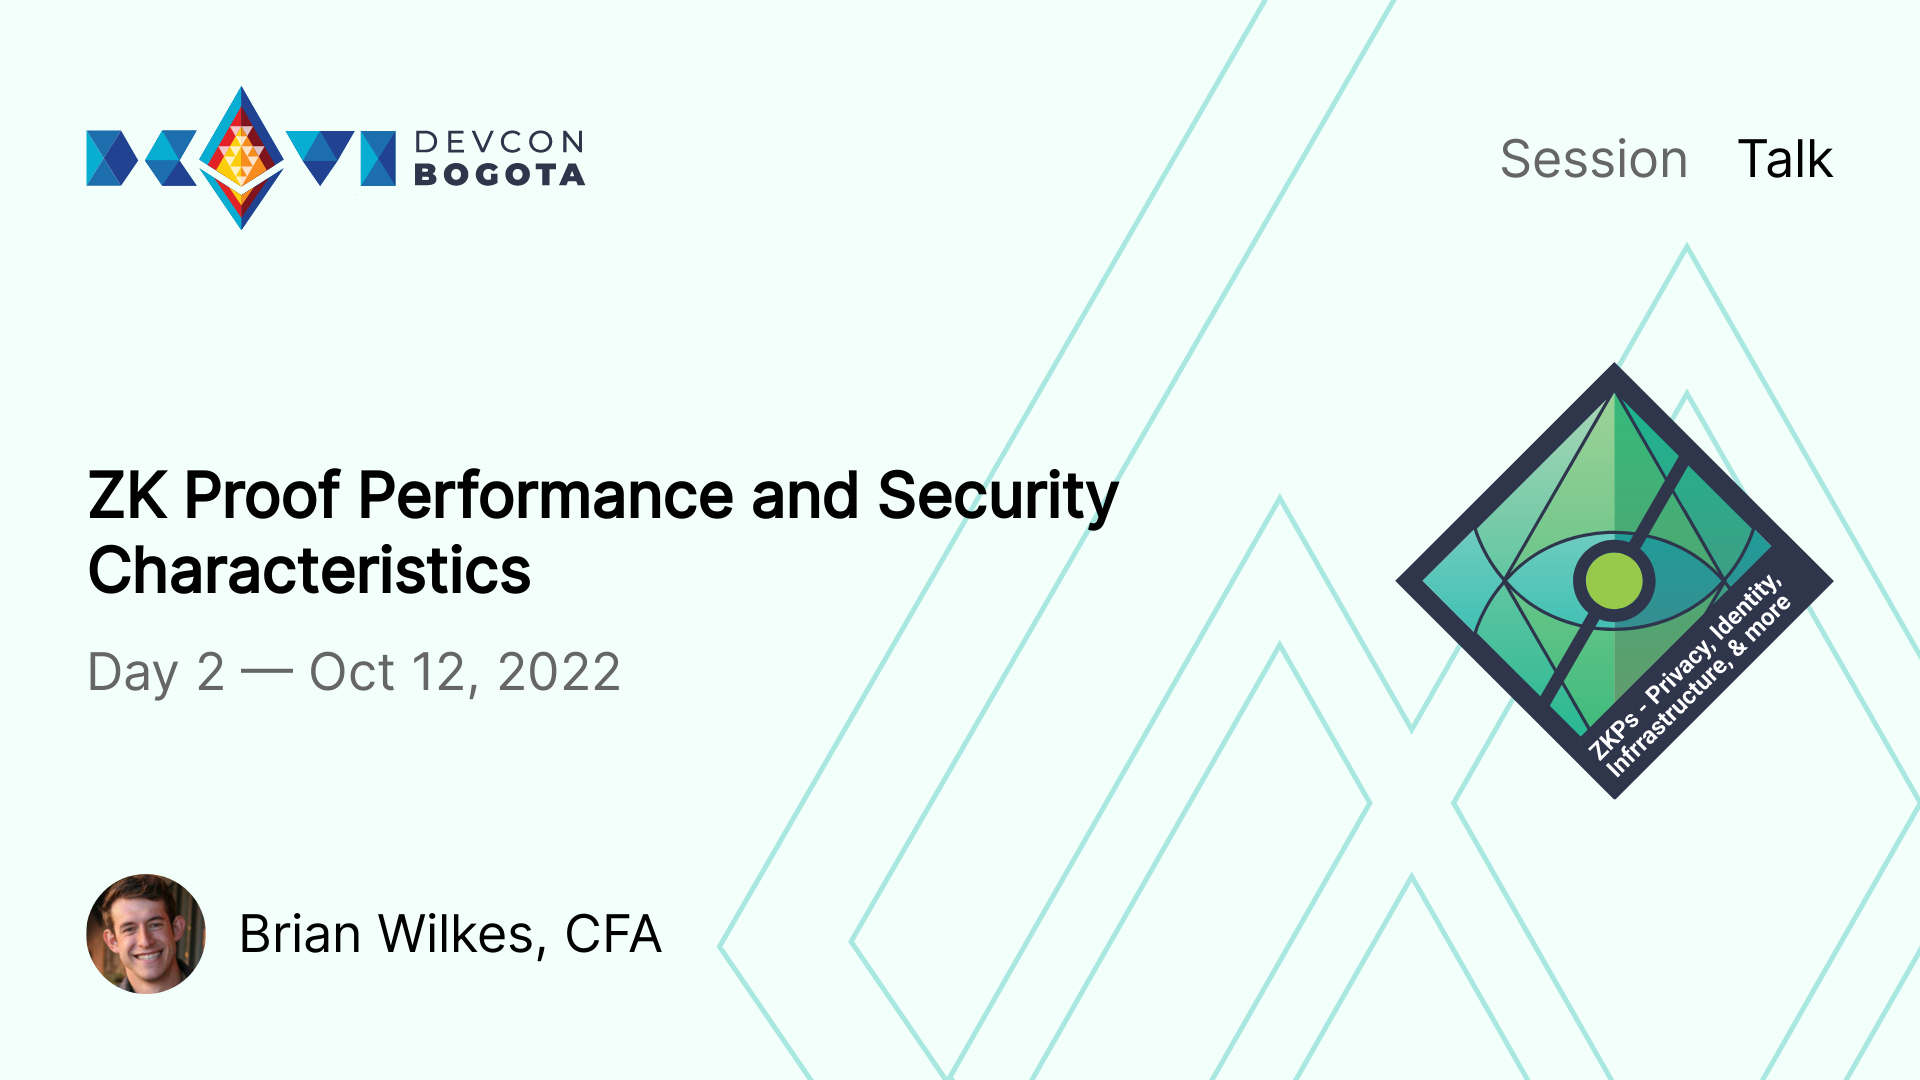 DEVCON
BOGOTA
Session Talk
ZK Proof Performance and Security
Characteristics
Day 2 — Oct 12, 2022
ZKPs - Privacy, Identity,
Infrrastructure, & more
Brian Wilkes, CFA